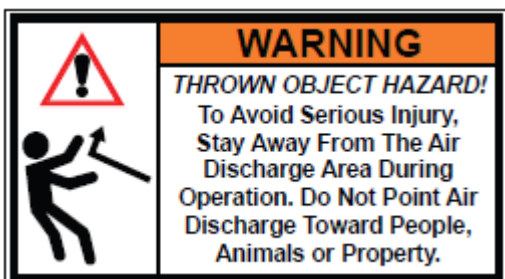 WARNING
THROWN OBJECT HAZARD!
To Avoid Serious Injury,
Stay Away From The Air
Discharge Area During
Operation. Do Not Point Air
Discharge Toward People,
Animals or Property.